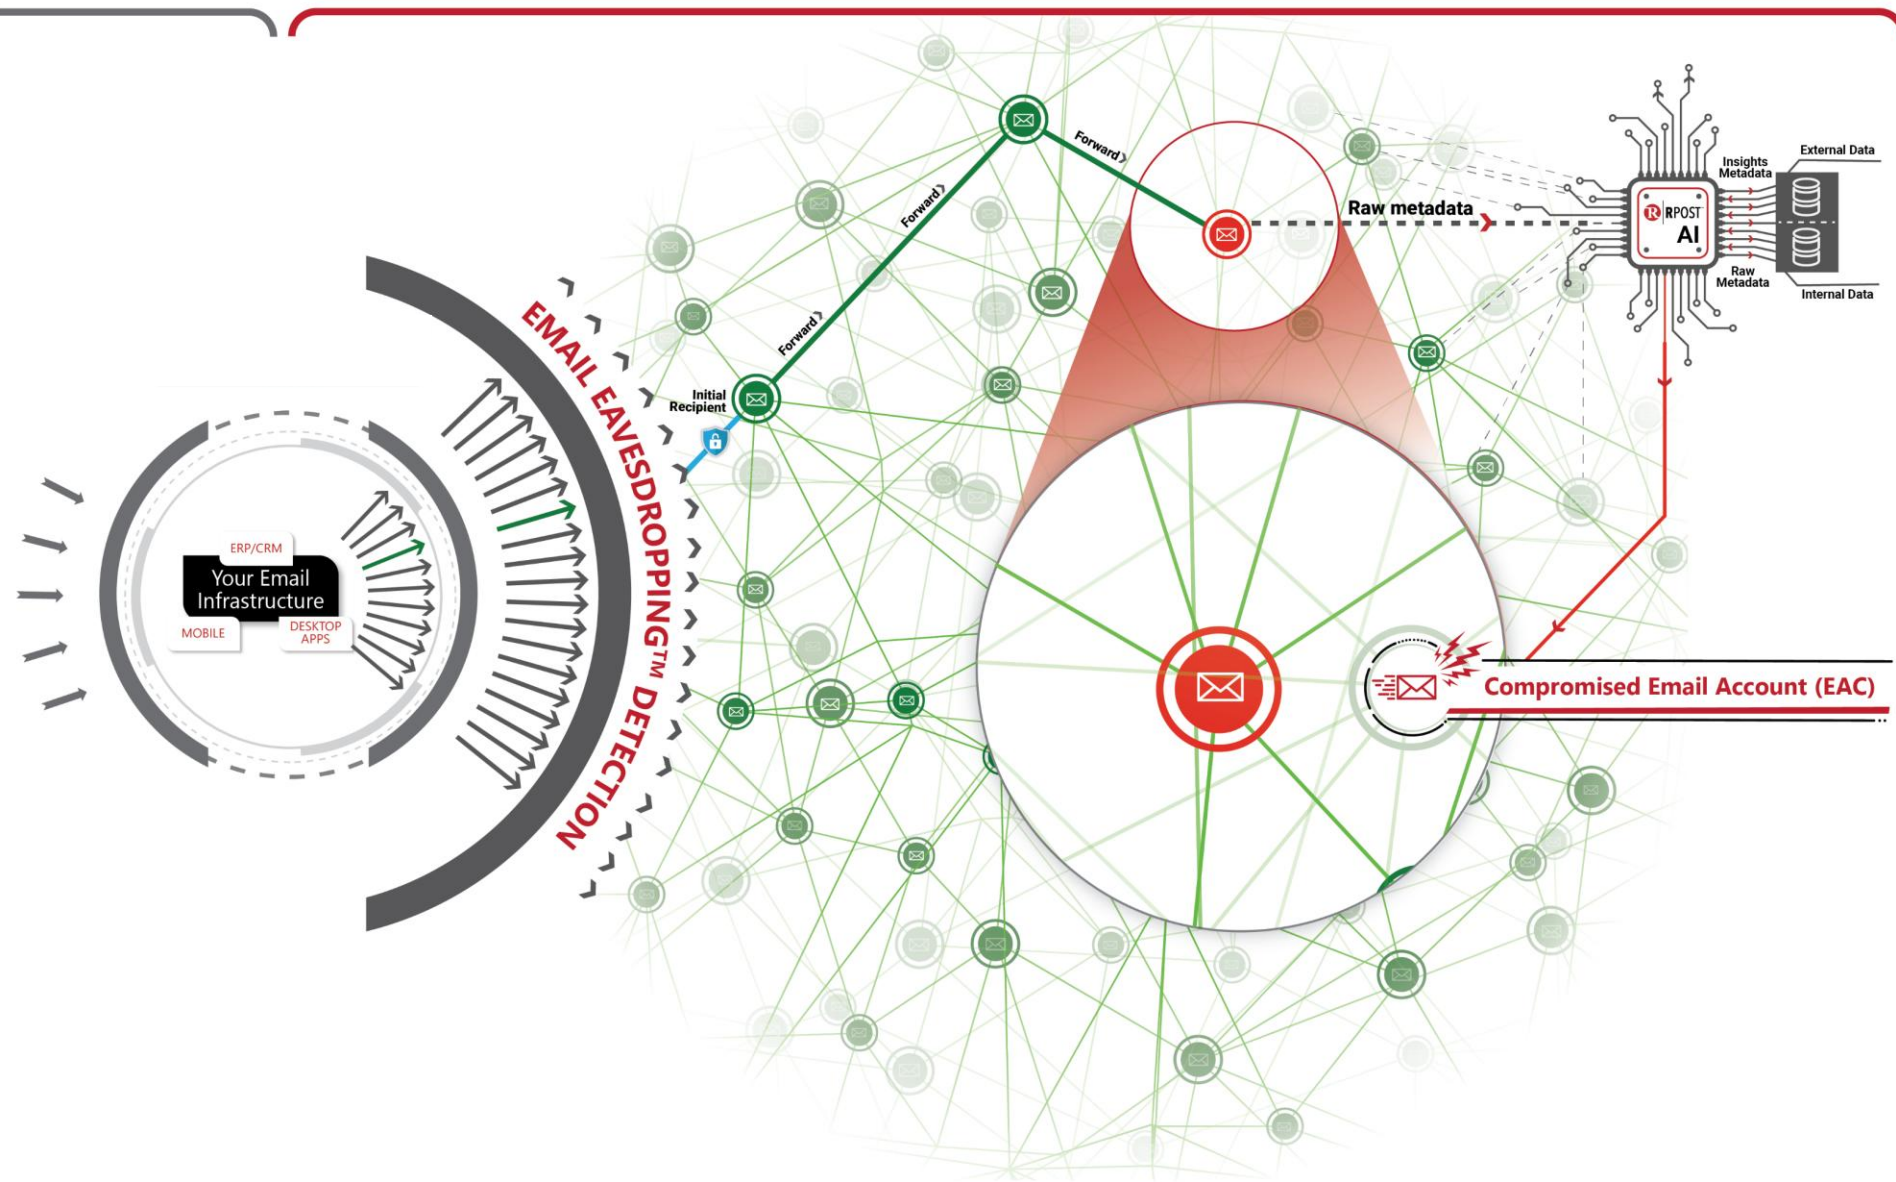 ERP/CRM
Your Email
Infrastructure
MOBILE
DESKTOP
APPS
EMAIL EAVESDROPPING™ DETECTION
Initial
Recipient
Forward
Forward
Forward
Raw metadata
RPOST
AI
Insights
Metadata
External Data
Raw
Metadata
Internal Data
Compromised Email Account (EAC)